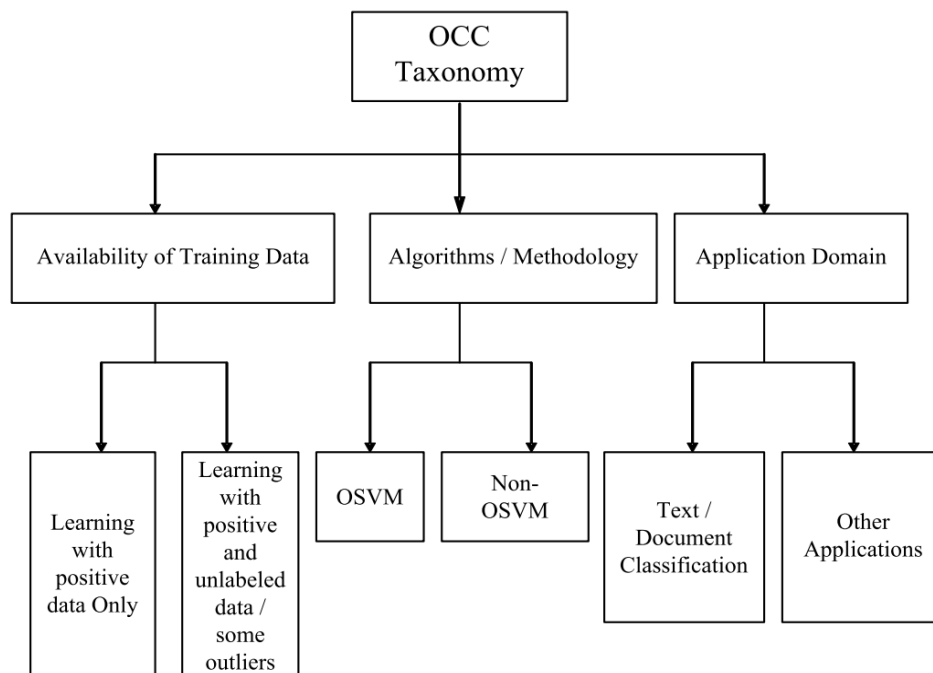 OCC
Taxonomy
Availability of Training Data
Algorithms / Methodology
Application Domain
Learning
with
positive
data Only
Learning
with
positive
and
unlabeled
data /
some
outliers
OSVM
Non-
OSVM
Text /
Document
Classification
Other
Applications